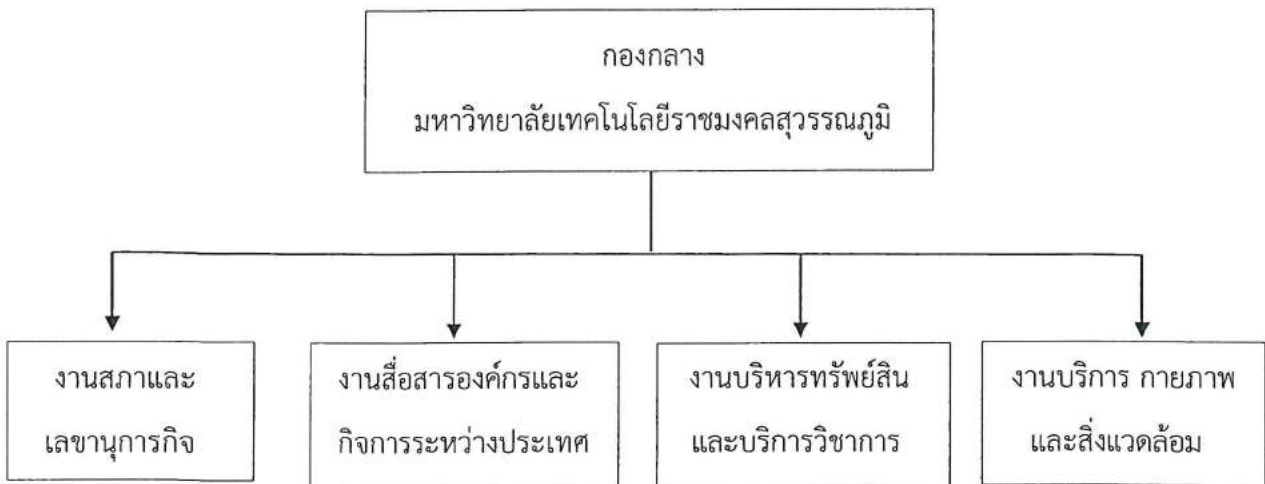 กองกลาง
มหาวิทยาลัยเทคโนโลยีราชมงคลสุวรรณภูมิ
งานสภาและ
เลขานุการกิจ
งานสื่อสารองค์กรและ
กิจการระหว่างประเทศ
งานบริหารทรัพย์สิน
และบริการวิชาการ
งานบริการ กายภาพ
และสิ่งแวดล้อม